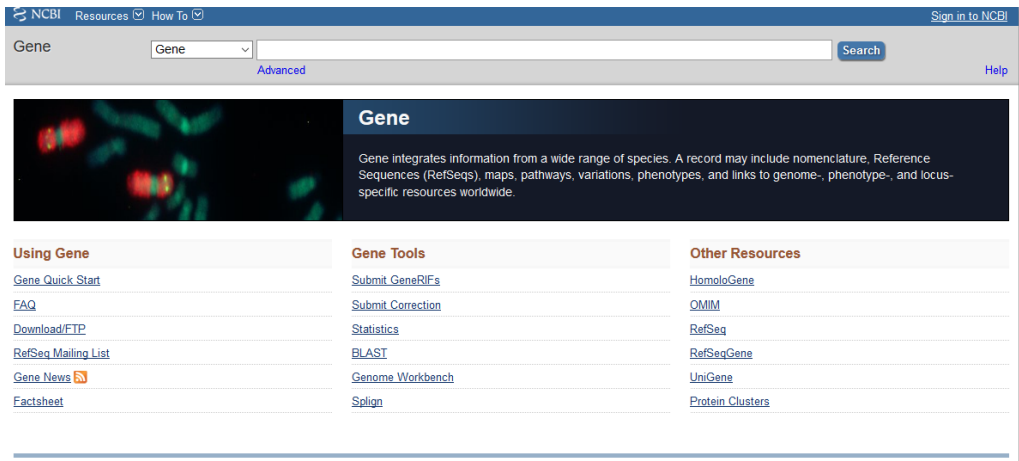 NCBI Resources How To Sign in to NCBI
Gene Gene Search
Advanced Help
Gene
Gene integrates information from a wide range of species. A record may include nomenclature, Reference
Sequences (RefSeqs), maps, pathways, variations, phenotypes, and links to genome-, phenotype-, and locus-
specific resources worldwide.
Using Gene
Gene Quick Start
FAQ
Download/FTP
RefSeq Mailing List
Gene News
Factsheet
Gene Tools
Submit GeneRIFs
Submit Correction
Statistics
BLAST
Genome Workbench
Splign
Other Resources
HomoloGene
OMIM
RefSeq
RefSeqGene
UniGene
Protein Clusters